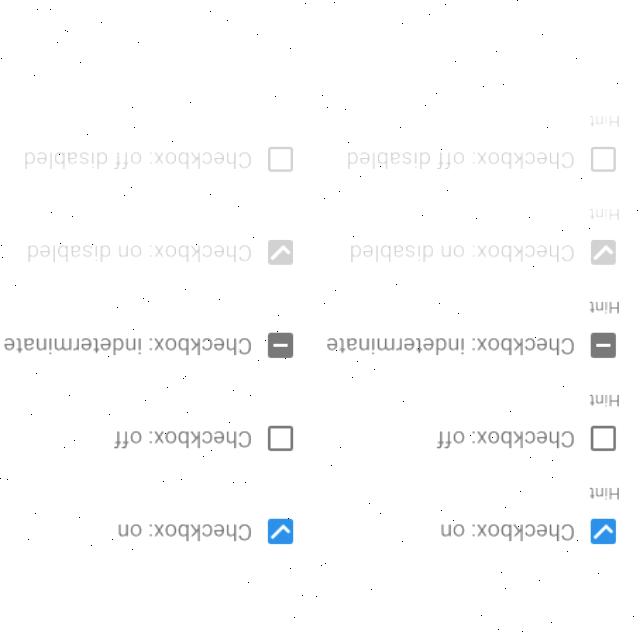 Checkbox: on
Checkbox: on
Hint
Checkbox: off
Checkbox: off
Hint
Checkbox: indeterminate
Checkbox: indeterminate
Hint
Checkbox: on disabled
Checkbox: on disabled
Hint
Checkbox: off disabled
Checkbox: off disabled
Hint